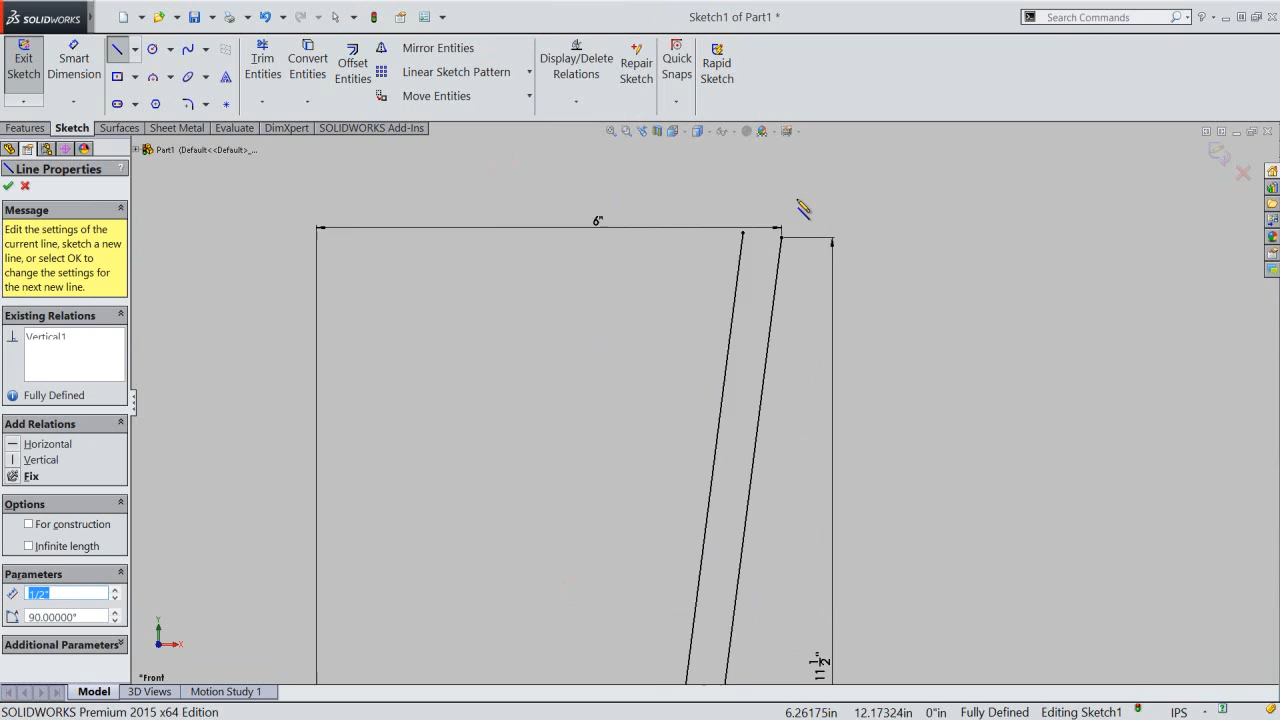 SOLIDWORKS
Sketch1 of Part1 *
Search Commands
Exit Sketch
Smart Dimension
Trim Entities
Convert Entities
Offset Entities
Mirror Entities
Linear Sketch Pattern
Move Entities
Display/Delete Relations
Repair Sketch
Quick Snaps
Rapid Sketch
Features Sketch Surfaces Sheet Metal Evaluate DimXpert SOLIDWORKS Add-Ins
Part1 (Default<<Default>_...
Line Properties ?
Message
Edit the settings of the
current line, sketch a new
line, or select OK to
change the settings for
the next new line.
Existing Relations
Vertical1
Fully Defined
Add Relations
Horizontal
Vertical
Fix
Options
For construction
Infinite length
Parameters
1/2"
90.00000°
Additional Parameters
6"
11 1/2"
Y
X
*Front
Model 3D Views Motion Study 1
SOLIDWORKS Premium 2015 x64 Edition
6.26175in 12.17324in 0"in Fully Defined Editing Sketch1 IPS